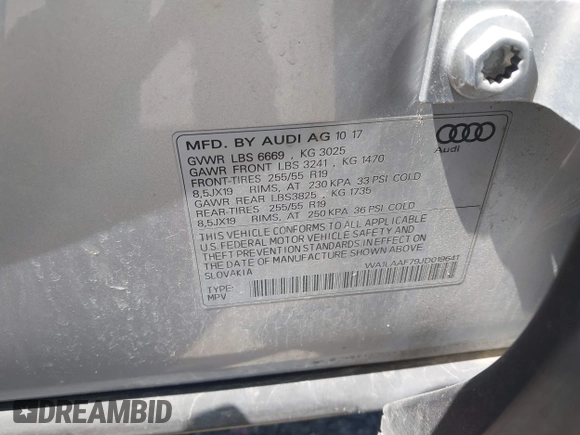 MFD. BY AUDI AG 10 17
GVWR LBS 6669 , KG 3025
GAWR FRONT LBS 3241 , KG 1470
FRONT-TIRES 255/55 R19
8,5JX19 RIMS, AT 230 KPA 33 PSI COLD
GAWR REAR LBS3825 , KG 1735
REAR-TIRES 255/55 R19
8,5JX19 RIMS, AT 250 KPA 36 PSI COLD
THIS VEHICLE CONFORMS TO ALL APPLICABLE
U.S FEDERAL MOTOR VEHICLE SAFETY AND
THEFT PREVENTION STANDARDS IN EFFECT ON
THE DATE OF MANUFACTURE SHOWN ABOVE
SLOVAKIA
WA1LAAF79JD019641
TYPE:
MPV
DREAMBID